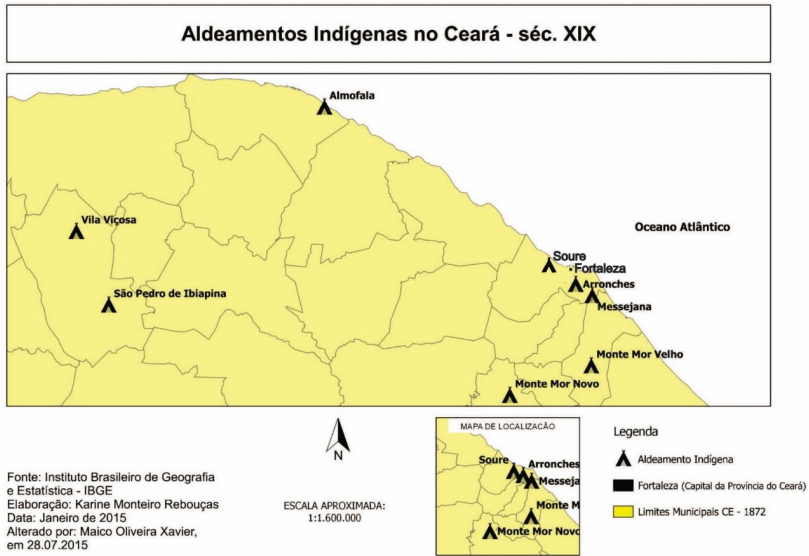 Aldeamentos Indígenas no Ceará - séc. XIX
Almofala
Vila Viçosa
Oceano Atlântico
Soure
Fortaleza
São Pedro de Ibiapina
Arronches
Messejana
Monte Mor Velho
Monte Mor Novo
N
Fonte: Instituto Brasileiro de Geografia
e Estatística - IBGE
Elaboração: Karine Monteiro Rebouças
Data: Janeiro de 2015
Alterado por: Maico Oliveira Xavier,
em 28.07.2015
ESCALA APROXIMADA:
1:1.600.000
MAPA DE LOCALIZACÃO
Soure
Arronches
Messeja
Monte M
Monte Mor Novo
Legenda
Aldeamento Indígena
Fortaleza (Capital da Província do Ceará)
Limites Municipais CE - 1872